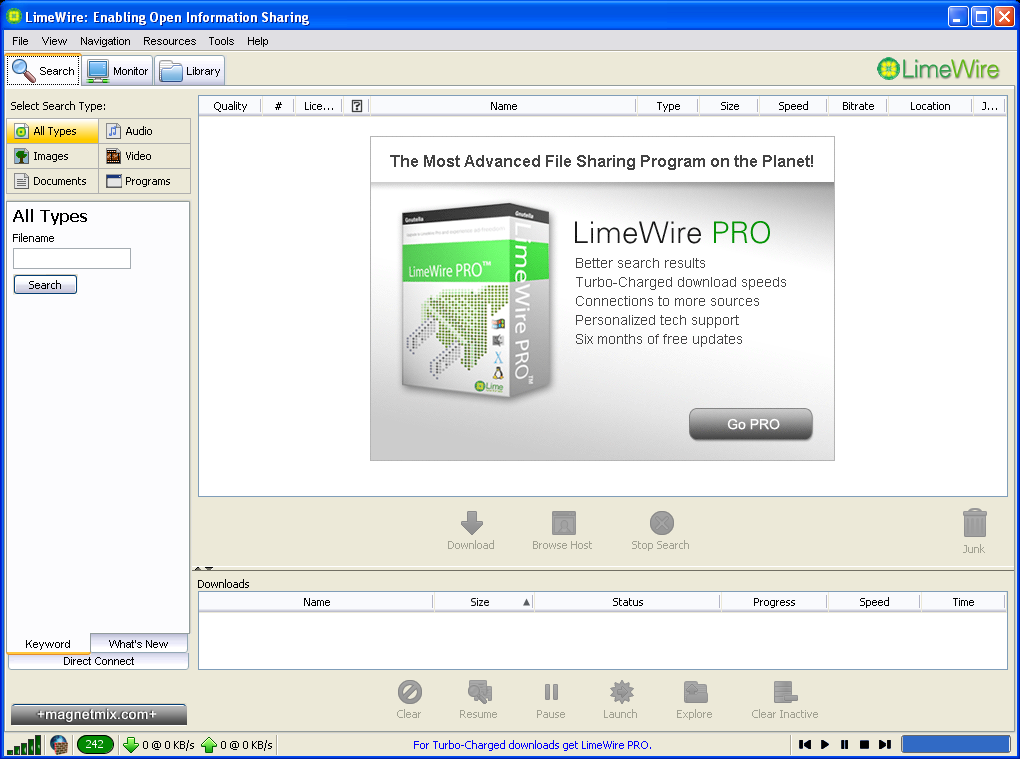 LimeWire: Enabling Open Information Sharing
File View Navigation Resources Tools Help
Search Monitor Library
LimeWire
Select Search Type:
All Types Audio
Images Video
Documents Programs
All Types
Filename
Search
Keyword What's New
Direct Connect
+magnetmix.com+
Quality # Lice... ? Name Type Size Speed Bitrate Location J...
The Most Advanced File Sharing Program on the Planet!
Gnutella Gnutella
LimeWire PRO™
LimeWire PRO™
Lime
LimeWire PRO
Better search results
Turbo-Charged download speeds
Connections to more sources
Personalized tech support
Six months of free updates
Go PRO
Download Browse Host Stop Search Junk
Downloads
Name Size Status Progress Speed Time
Clear Resume Pause Launch Explore Clear Inactive
242 0 @ 0 KB/s 0 @ 0 KB/s For Turbo-Charged downloads get LimeWire PRO.